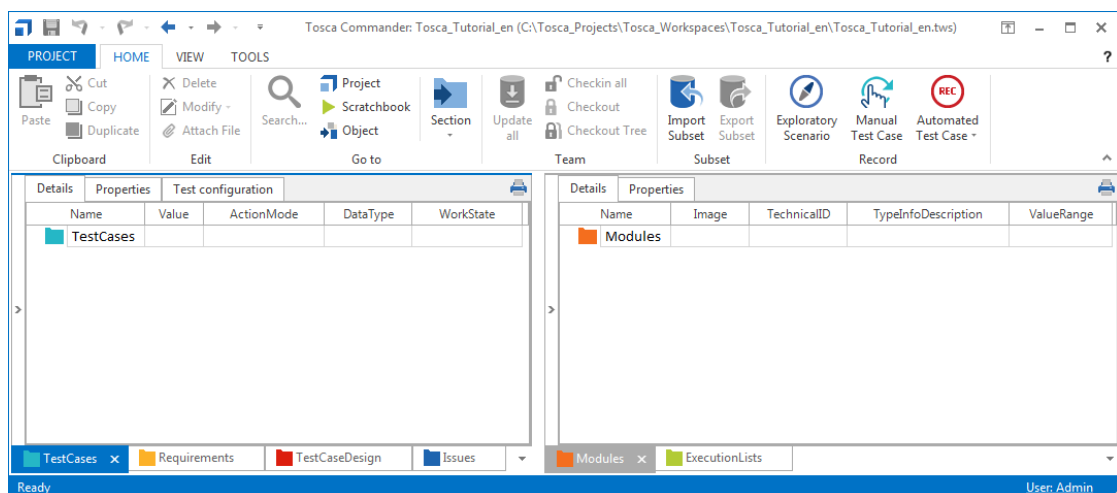 Tosca Commander: Tosca_Tutorial_en (C:\Tosca_Projects\Tosca_Workspaces\Tosca_Tutorial_en\Tosca_Tutorial_en.tws)
PROJECT HOME VIEW TOOLS ?
Paste
Cut
Copy
Duplicate
Clipboard
Delete
Modify
Attach File
Edit
Search...
Project
Scratchbook
Object
Section
Go to
Update
all
Checkin all
Checkout
Checkout Tree
Team
Import
Subset
Export
Subset
Subset
Exploratory
Scenario
Manual
Test Case
REC
Automated
Test Case
Record
Details Properties Test configuration
Name Value ActionMode DataType WorkState
TestCases
TestCases Requirements TestCaseDesign Issues
Details Properties
Name Image TechnicalID TypeInfoDescription ValueRange
Modules
Modules ExecutionLists
Ready User: Admin